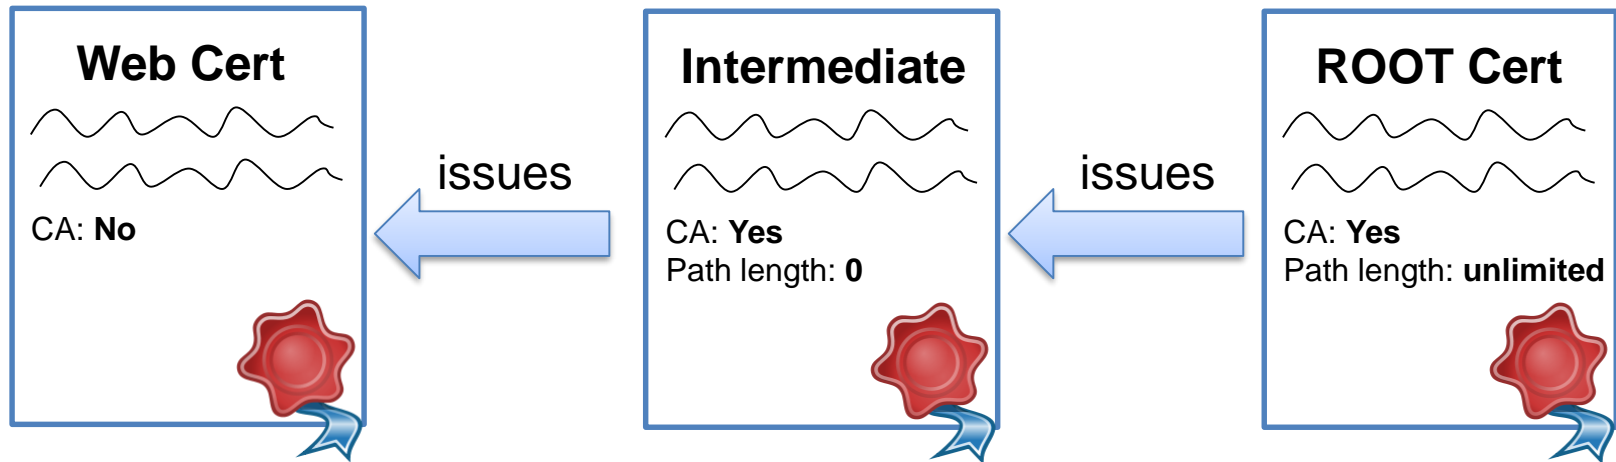 Web Cert
CA: No
issues
Intermediate
CA: Yes
Path length: 0
issues
ROOT Cert
CA: Yes
Path length: unlimited